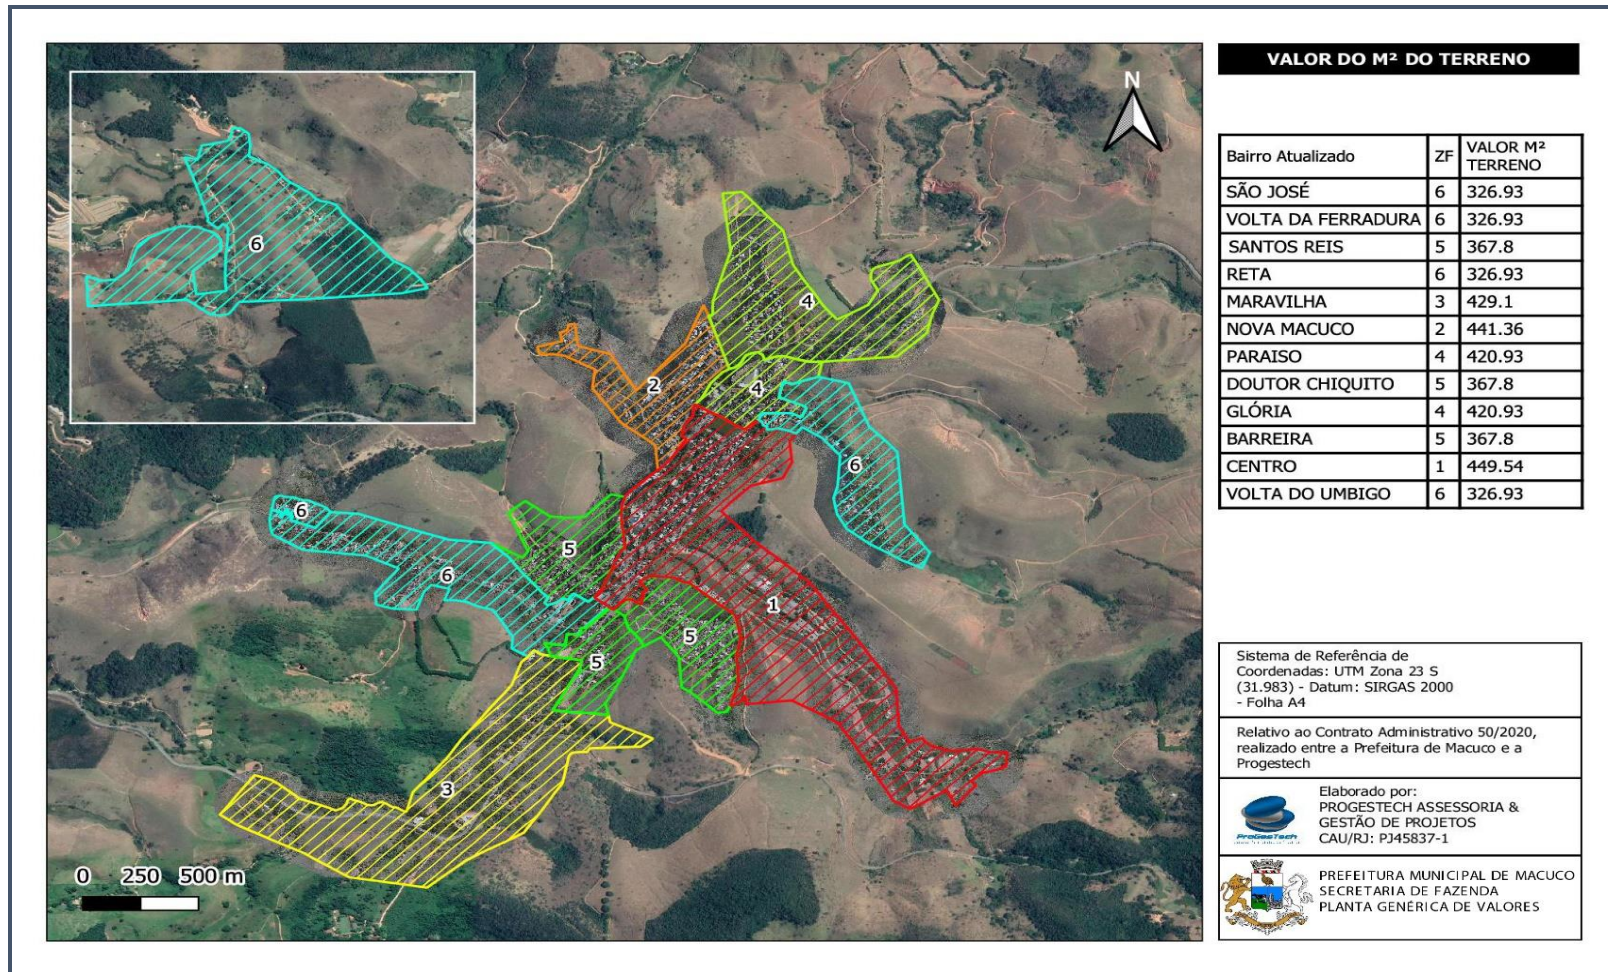 VALOR DO M² DO TERRENO
Bairro Atualizado ZF VALOR M² TERRENO
SÃO JOSÉ 6 326.93
VOLTA DA FERRADURA 6 326.93
SANTOS REIS 5 367.8
RETA 6 326.93
MARAVILHA 3 429.1
NOVA MACUCO 2 441.36
PARAISO 4 420.93
DOUTOR CHIQUITO 5 367.8
GLÓRIA 4 420.93
BARREIRA 5 367.8
CENTRO 1 449.54
VOLTA DO UMBIGO 6 326.93
N
6
4
2
4
6
6
5
6
1
5
5
3
0 250 500 m
Sistema de Referência de
Coordenadas: UTM Zona 23 S
(31.983) - Datum: SIRGAS 2000
- Folha A4
Relativo ao Contrato Administrativo 50/2020,
realizado entre a Prefeitura de Macuco e a
Progestech
ProGesTech
Elaborado por:
PROGESTECH ASSESSORIA &
GESTÃO DE PROJETOS
CAU/RJ: PJ45837-1
PREFEITURA MUNICIPAL DE MACUCO
SECRETARIA DE FAZENDA
PLANTA GENÉRICA DE VALORES